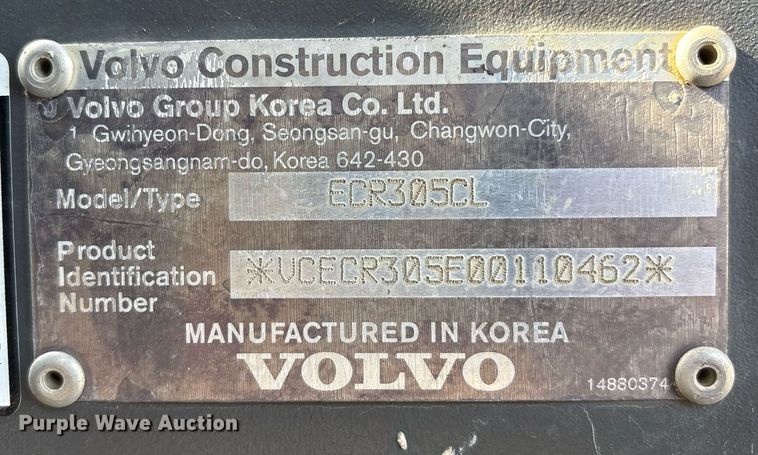 Volvo Construction Equipment
Volvo Group Korea Co. Ltd.
1, Gwihyeon-Dong, Seongsan-gu, Changwon-City,
Gyeongsangnam-do, Korea 642-430
Model/Type ECR305CL
Product
Identification
Number
*VCECR305E00110462*
MANUFACTURED IN KOREA
VOLVO
14880374
Purple Wave Auction